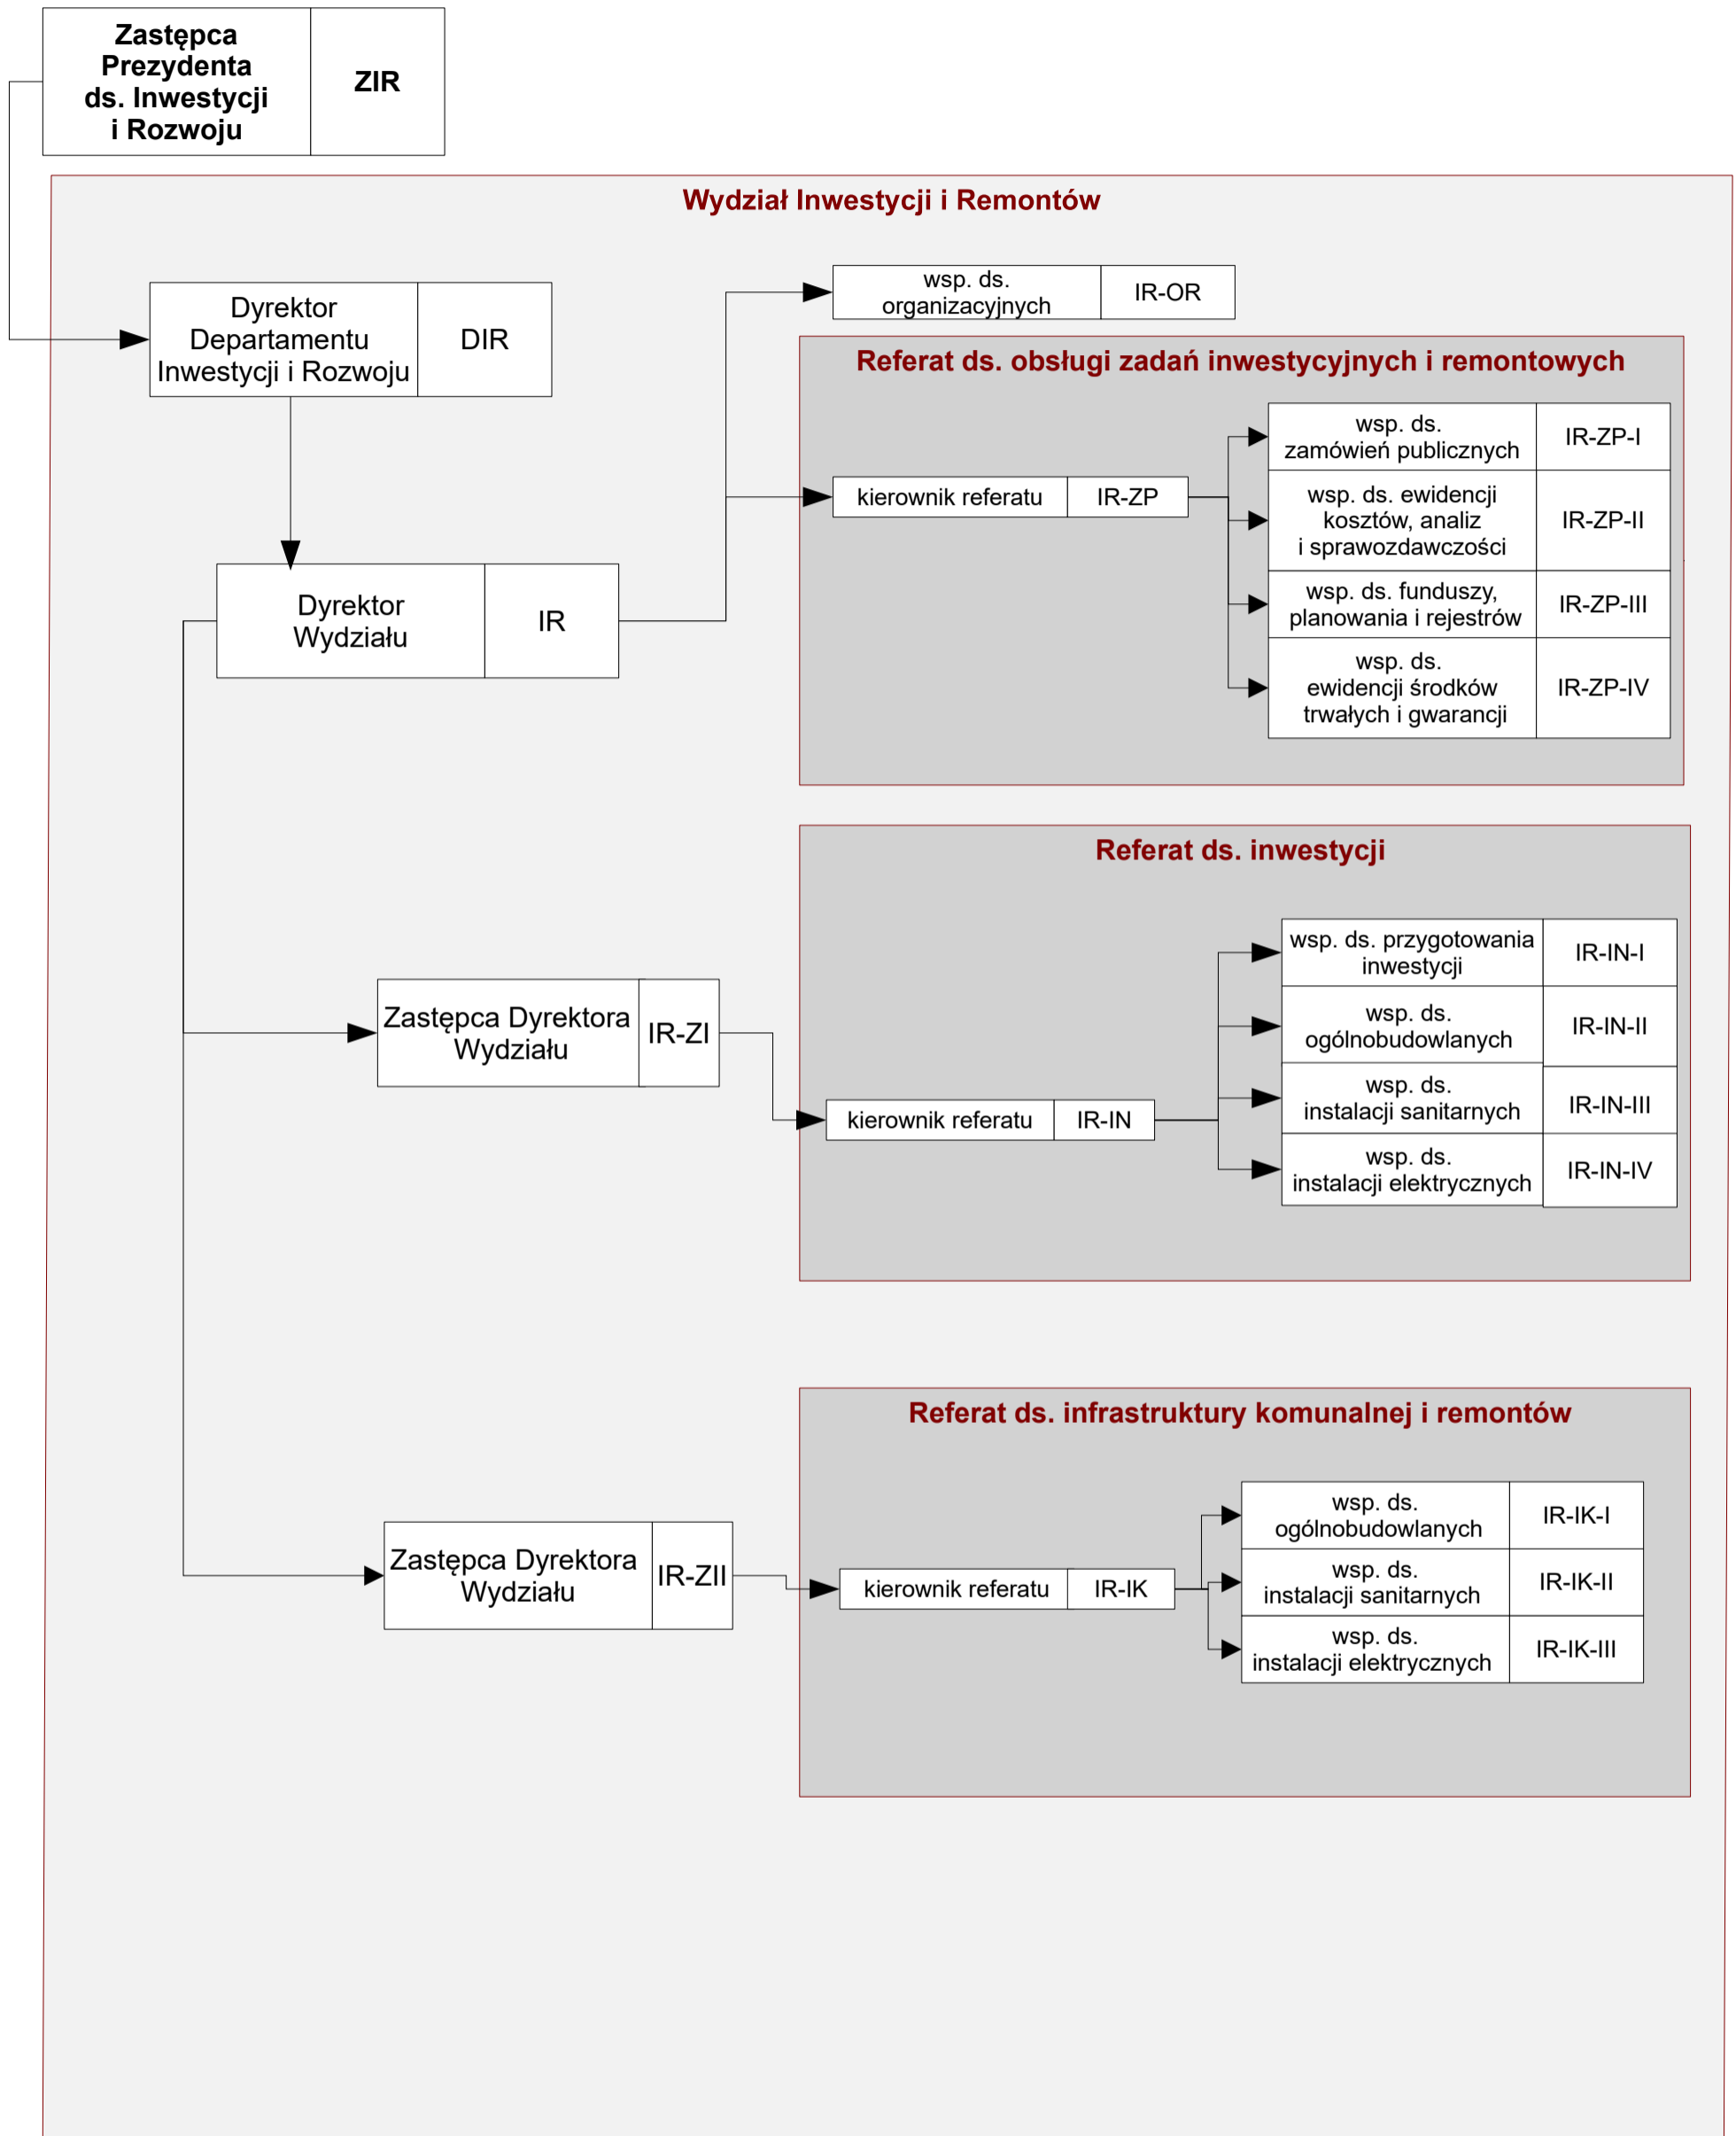 Zastępca
Prezydenta
ds. Inwestycji
i Rozwoju
ZIR
Wydział Inwestycji i Remontów
Dyrektor
Departamentu
Inwestycji i Rozwoju
DIR
wsp. ds.
organizacyjnych
IR-OR
Referat ds. obsługi zadań inwestycyjnych i remontowych
kierownik referatu
IR-ZP
wsp. ds.
zamówień publicznych
IR-ZP-I
wsp. ds. ewidencji
kosztów, analiz
i sprawozdawczości
IR-ZP-II
wsp. ds. funduszy,
planowania i rejestrów
IR-ZP-III
wsp. ds.
ewidencji środków
trwałych i gwarancji
IR-ZP-IV
Dyrektor
Wydziału
IR
Referat ds. inwestycji
Zastępca Dyrektora
Wydziału
IR-ZI
kierownik referatu
IR-IN
wsp. ds. przygotowania
inwestycji
IR-IN-I
wsp. ds.
ogólnobudowlanych
IR-IN-II
wsp. ds.
instalacji sanitarnych
IR-IN-III
wsp. ds.
instalacji elektrycznych
IR-IN-IV
Referat ds. infrastruktury komunalnej i remontów
Zastępca Dyrektora
Wydziału
IR-ZII
kierownik referatu
IR-IK
wsp. ds.
ogólnobudowlanych
IR-IK-I
wsp. ds.
instalacji sanitarnych
IR-IK-II
wsp. ds.
instalacji elektrycznych
IR-IK-III